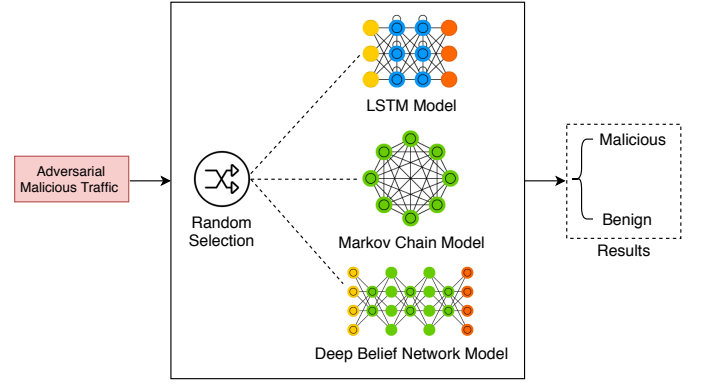 Adversarial
Malicious Traffic
Random
Selection
LSTM Model
Markov Chain Model
Deep Belief Network Model
Malicious
Benign
Results